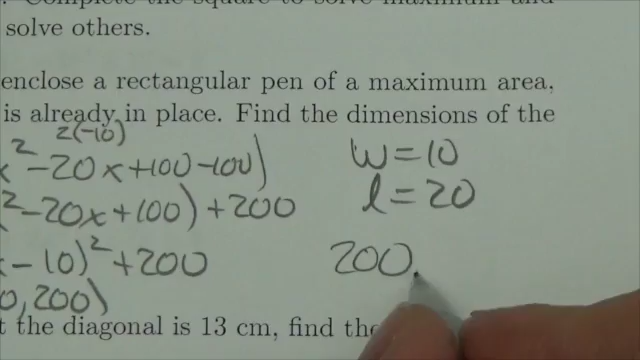 . Complete the square to solve maximum and
solve others.
enclose a rectangular pen of a maximum area,
is already in place. Find the dimensions of the
2(-10)
x² - 20x + 100 - 100)
² - 20x + 100) + 200
x - 10)² + 200
0, 200)
w = 10
l = 20
200
t the diagonal is 13 cm, find the